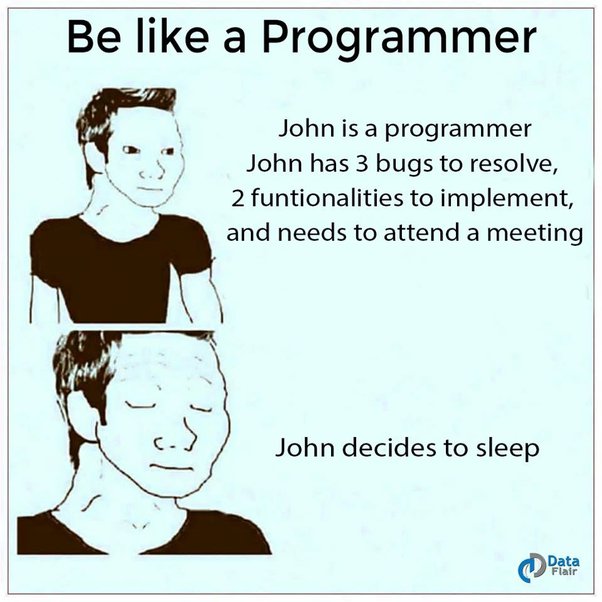 Be like a Programmer
John is a programmer
John has 3 bugs to resolve,
2 funtionalities to implement,
and needs to attend a meeting
John decides to sleep
Data
Flair